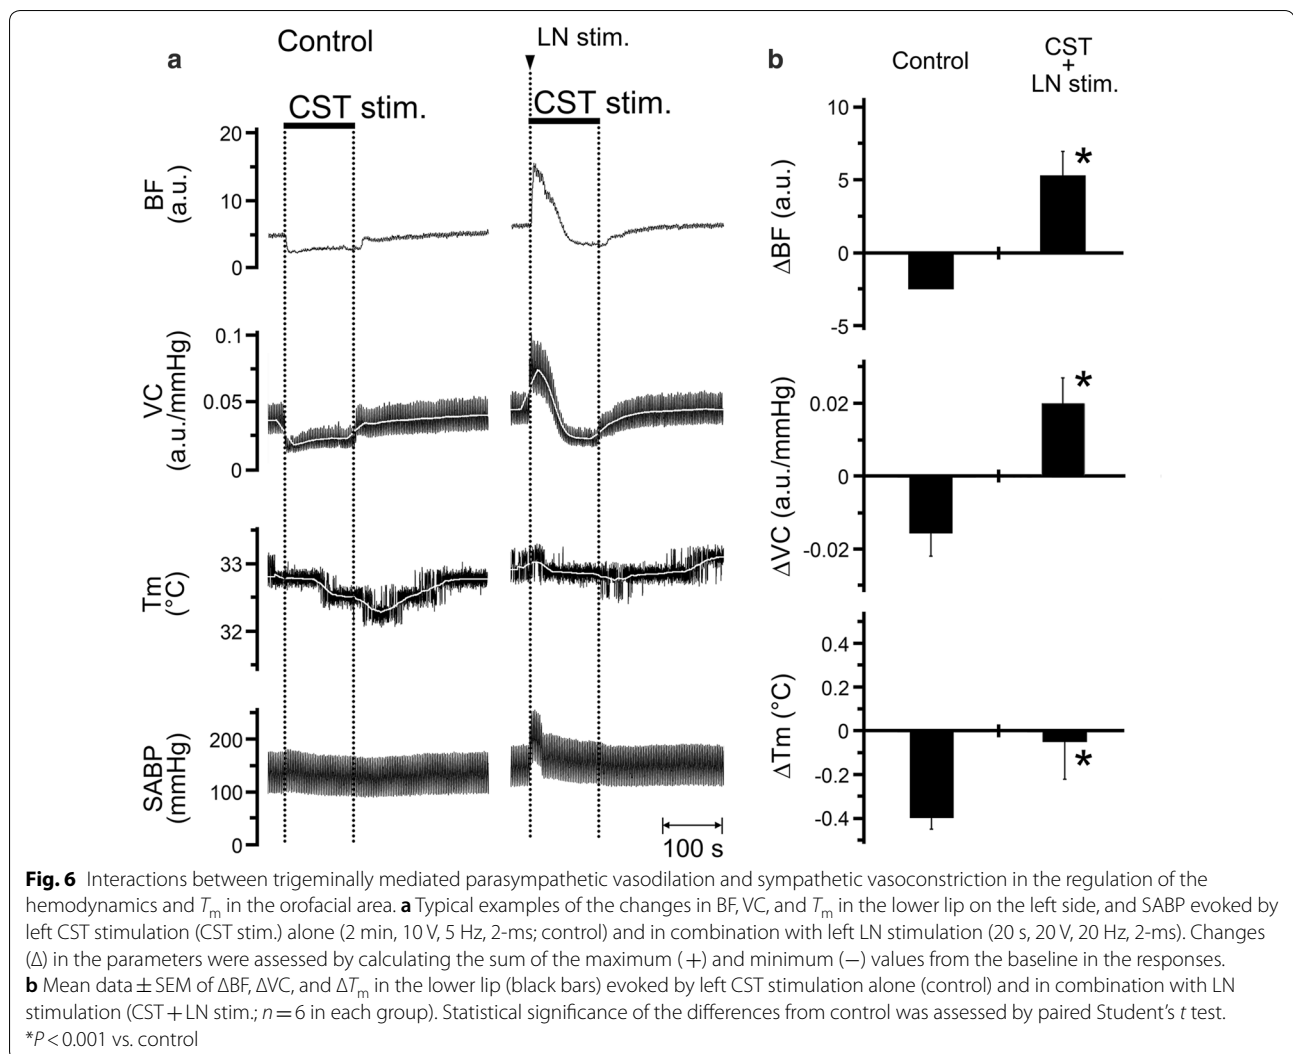 a
Control
LN stim.
CST stim.
CST stim.
BF
(a.u.)
20
10
0
VC
(a.u./mmHg)
0.1
0.05
0
Tm
(°C)
33
32
SABP
(mmHg)
200
100
0
100 s
b
Control
CST
+
LN stim.
ΔBF (a.u.)
10
5
0
-5
*
ΔVC (a.u./mmHg)
0.02
0
-0.02
*
ΔTm (°C)
0.4
0.2
0
-0.2
-0.4
*
Fig. 6 Interactions between trigeminally mediated parasympathetic vasodilation and sympathetic vasoconstriction in the regulation of the
hemodynamics and Tm in the orofacial area. a Typical examples of the changes in BF, VC, and Tm in the lower lip on the left side, and SABP evoked by
left CST stimulation (CST stim.) alone (2 min, 10 V, 5 Hz, 2-ms; control) and in combination with left LN stimulation (20 s, 20 V, 20 Hz, 2-ms). Changes
(Δ) in the parameters were assessed by calculating the sum of the maximum (+) and minimum (−) values from the baseline in the responses.
b Mean data ± SEM of ΔBF, ΔVC, and ΔTm in the lower lip (black bars) evoked by left CST stimulation alone (control) and in combination with LN
stimulation (CST + LN stim.; n = 6 in each group). Statistical significance of the differences from control was assessed by paired Student's t test.
*P < 0.001 vs. control